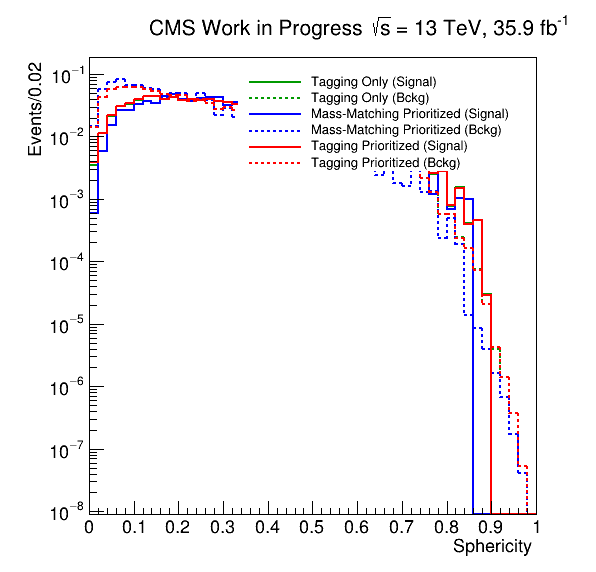 CMS Work in Progress √s = 13 TeV, 35.9 fb⁻¹
Events/0.02
10⁻¹
10⁻²
10⁻³
10⁻⁴
10⁻⁵
10⁻⁶
10⁻⁷
10⁻⁸
Tagging Only (Signal)
Tagging Only (Bckg)
Mass-Matching Prioritized (Signal)
Mass-Matching Prioritized (Bckg)
Tagging Prioritized (Signal)
Tagging Prioritized (Bckg)
0 0.1 0.2 0.3 0.4 0.5 0.6 0.7 0.8 0.9 1
Sphericity